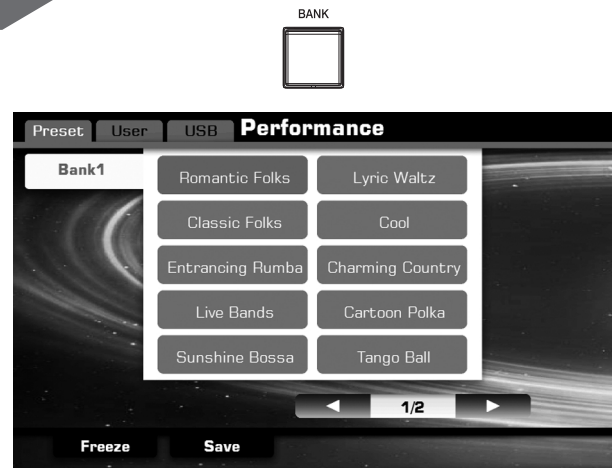 BANK
Preset User USB Performance
Bank1
Romantic Folks Lyric Waltz
Classic Folks Cool
Entrancing Rumba Charming Country
Live Bands Cartoon Polka
Sunshine Bossa Tango Ball
1/2
Freeze Save